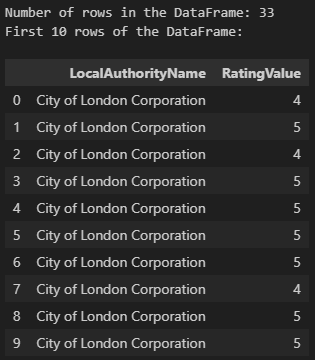 Number of rows in the DataFrame: 33
First 10 rows of the DataFrame:
LocalAuthorityName RatingValue
0 City of London Corporation 4
1 City of London Corporation 5
2 City of London Corporation 4
3 City of London Corporation 5
4 City of London Corporation 5
5 City of London Corporation 5
6 City of London Corporation 5
7 City of London Corporation 4
8 City of London Corporation 5
9 City of London Corporation 5